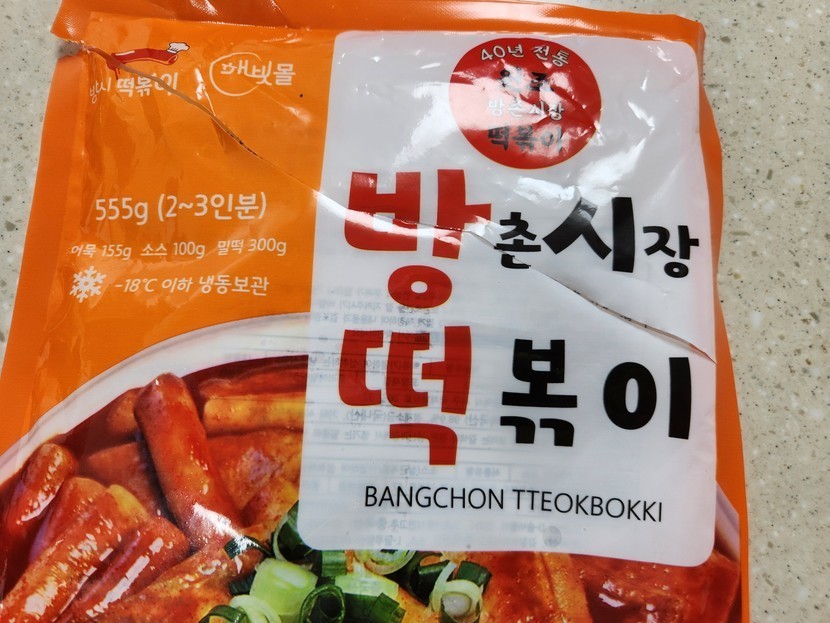 방시 떡볶이
해빗몰
40년 전통
방촌시장
떡볶이
555g (2~3인분)
어묵 155g 소스 100g 밀떡 300g
-18℃ 이하 냉동보관
방촌시장
떡볶이
BANGCHON TTEOKBOKKI